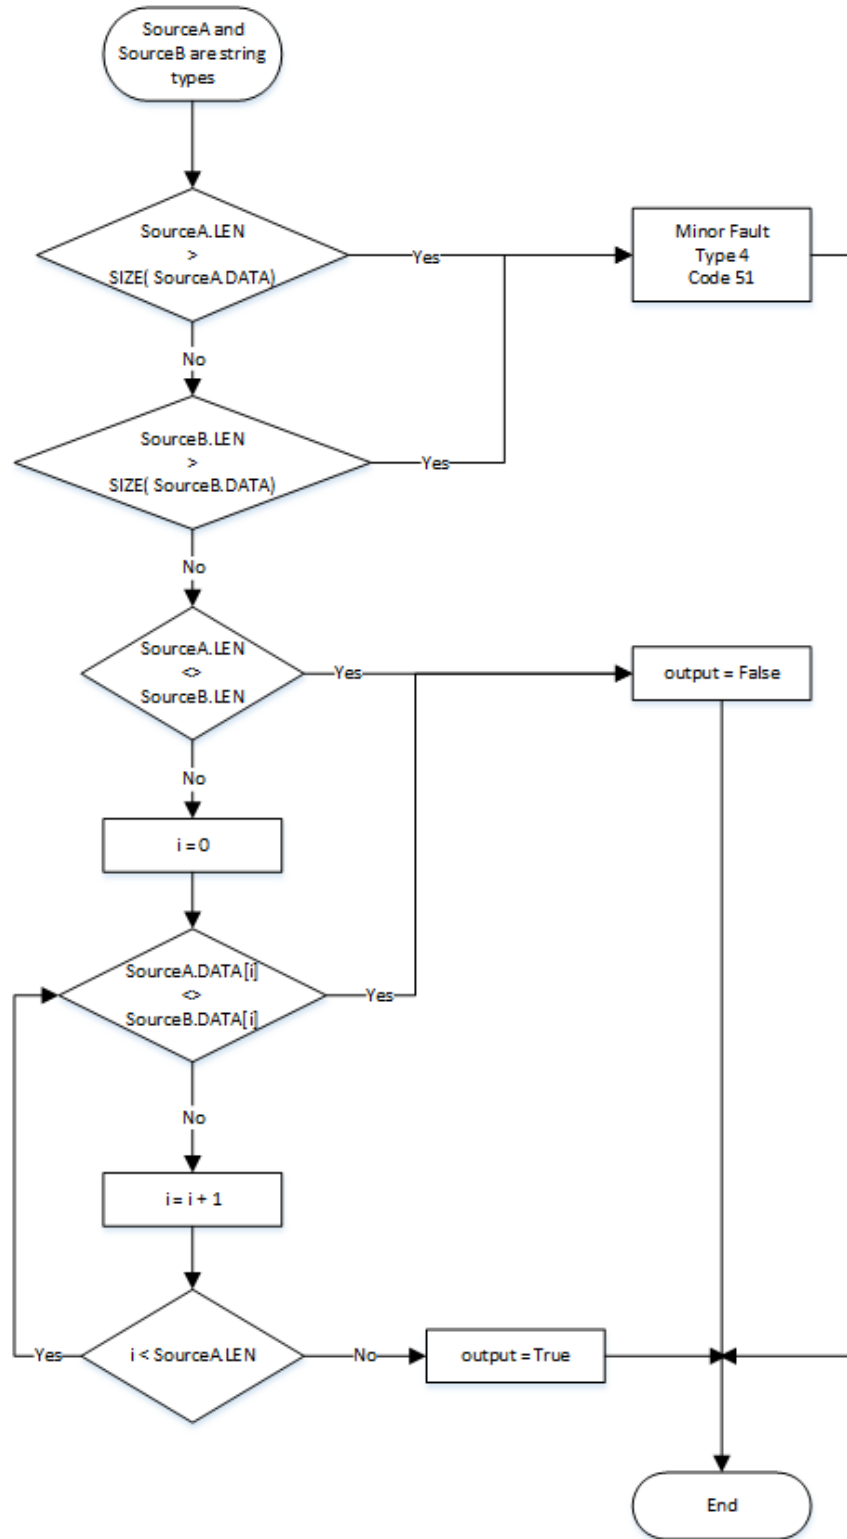 SourceA and
SourceB are string
types
SourceA.LEN
>
SIZE( SourceA.DATA)
Yes
Minor Fault
Type 4
Code 51
No
SourceB.LEN
>
SIZE( SourceB.DATA)
Yes
No
SourceA.LEN
<>
SourceB.LEN
Yes
output = False
No
i = 0
SourceA.DATA[i]
<>
SourceB.DATA[i]
Yes
No
i = i + 1
Yes
i < SourceA.LEN
No
output = True
End